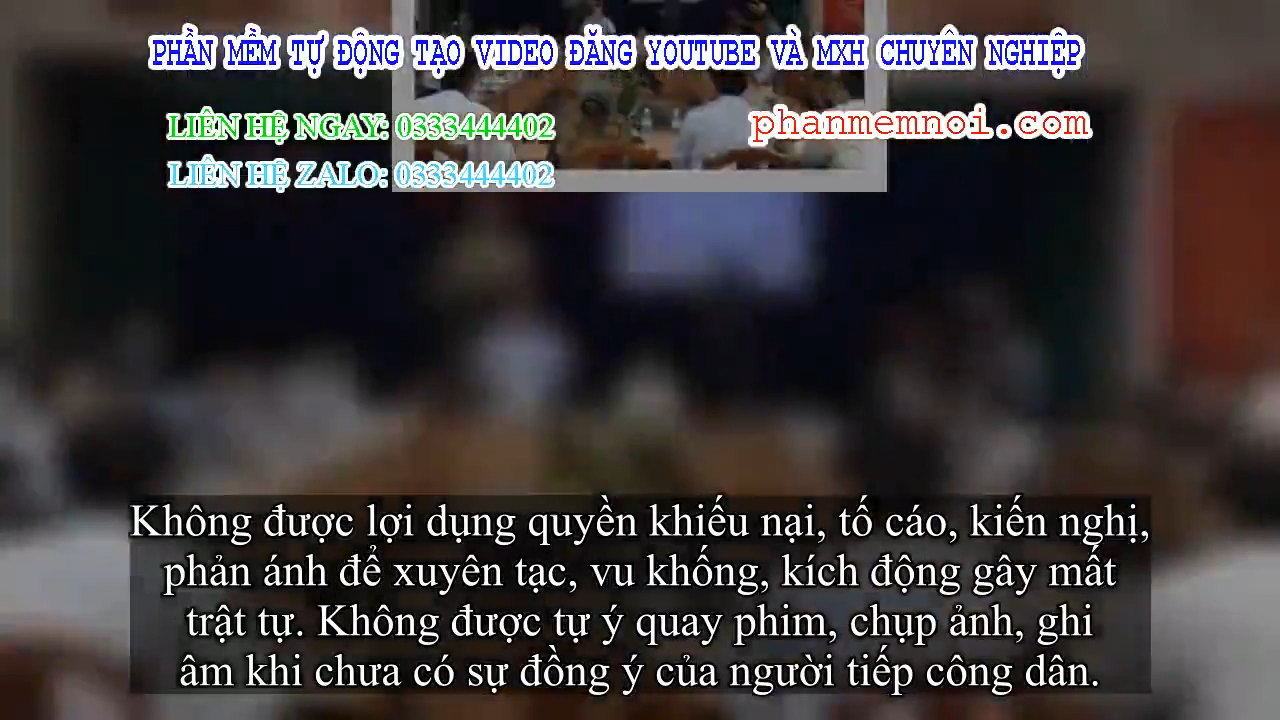 PHẦN MỀM TỰ ĐỘNG TẠO VIDEO ĐĂNG YOUTUBE VÀ MXH CHUYÊN NGHIỆP
LIÊN HỆ NGAY: 0333444402
phanmemnoi.com
LIÊN HỆ ZALO: 0333444402
Không được lợi dụng quyền khiếu nại, tố cáo, kiến nghị,
phản ánh để xuyên tạc, vu khống, kích động gây mất
trật tự. Không được tự ý quay phim, chụp ảnh, ghi
âm khi chưa có sự đồng ý của người tiếp công dân.